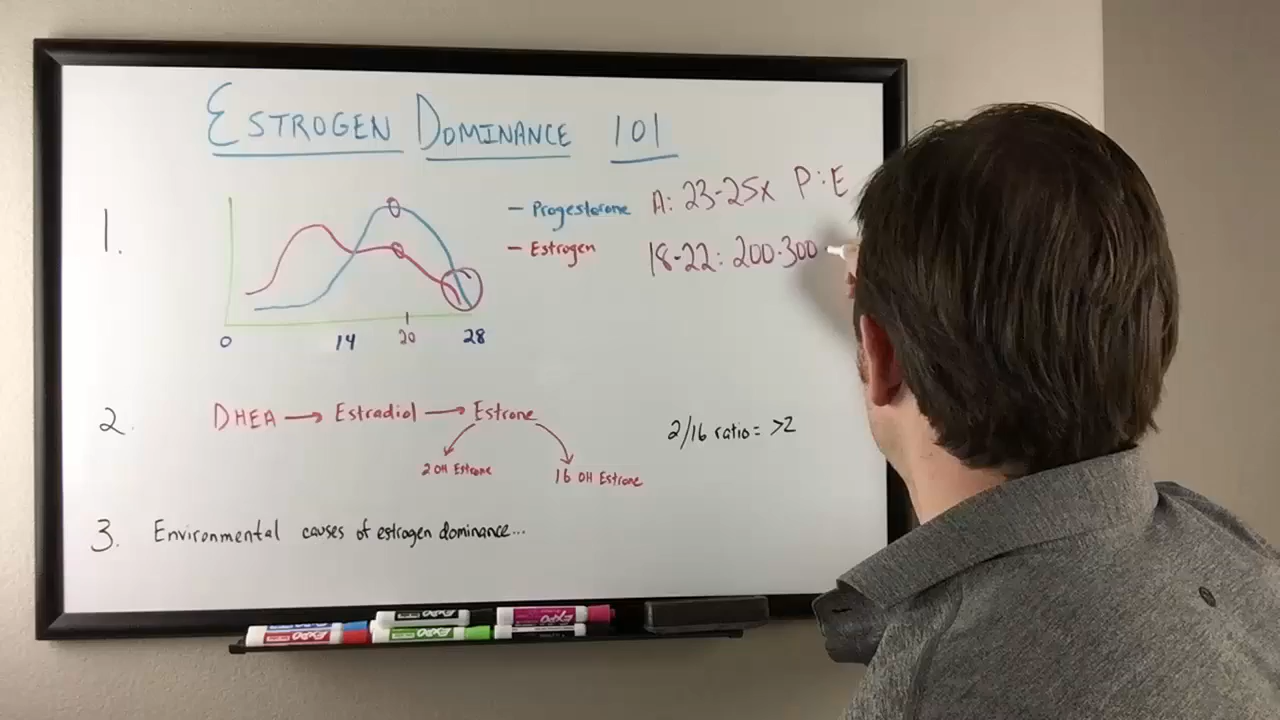 ESTROGEN DOMINANCE 101
1.
- Progesterone
- Estrogen
A: 23-25x P:E
18-22: 200-300
0 14 20 28
2.
DHEA → Estradiol → Estrone
2 OH Estrone
16 OH Estrone
2/16 ratio = >2
3. Environmental causes of estrogen dominance...
EXPO
EXPO
EXPO
EXPO